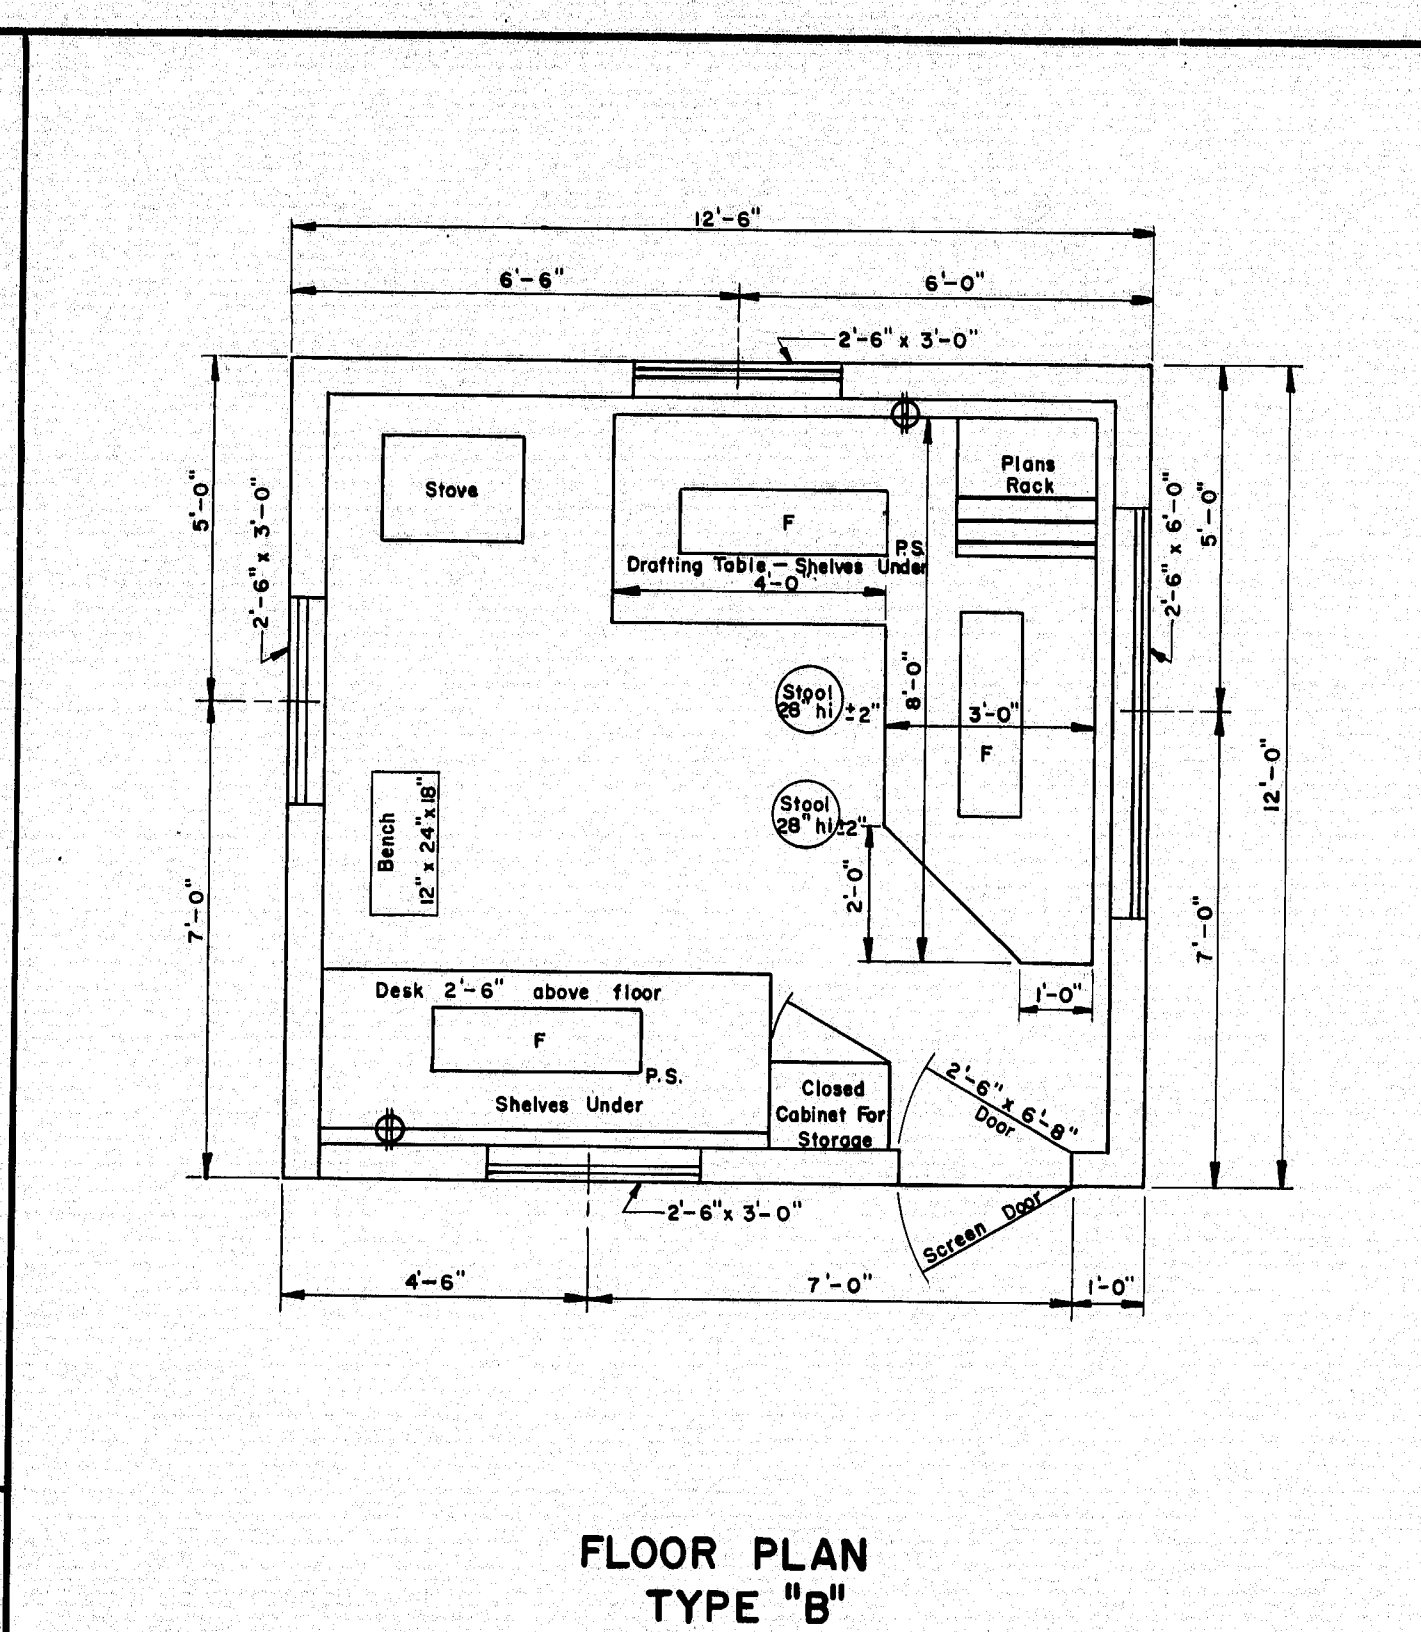 12'-6"
6'-6"
6'-0"
2'-6" x 3'-0"
5'-0"
2'-6" x 3'-0"
Stove
Plans
Rack
F
P.S.
Drafting Table - Shelves Under
4'-0"
2'-6" x 6'-0"
5'-0"
8'-0"
Stool
28" hi ±2"
3'-0"
F
12'-0"
Stool
28" hi ±2"
Bench
12" x 24" x 18"
2'-0"
7'-0"
7'-0"
1'-0"
Desk 2'-6" above floor
F
P.S.
Shelves Under
Closed
Cabinet For
Storage
2'-6" x 6'-8"
Door
Screen Door
2'-6" x 3'-0"
4'-6"
7'-0"
1'-0"
FLOOR PLAN
TYPE "B"